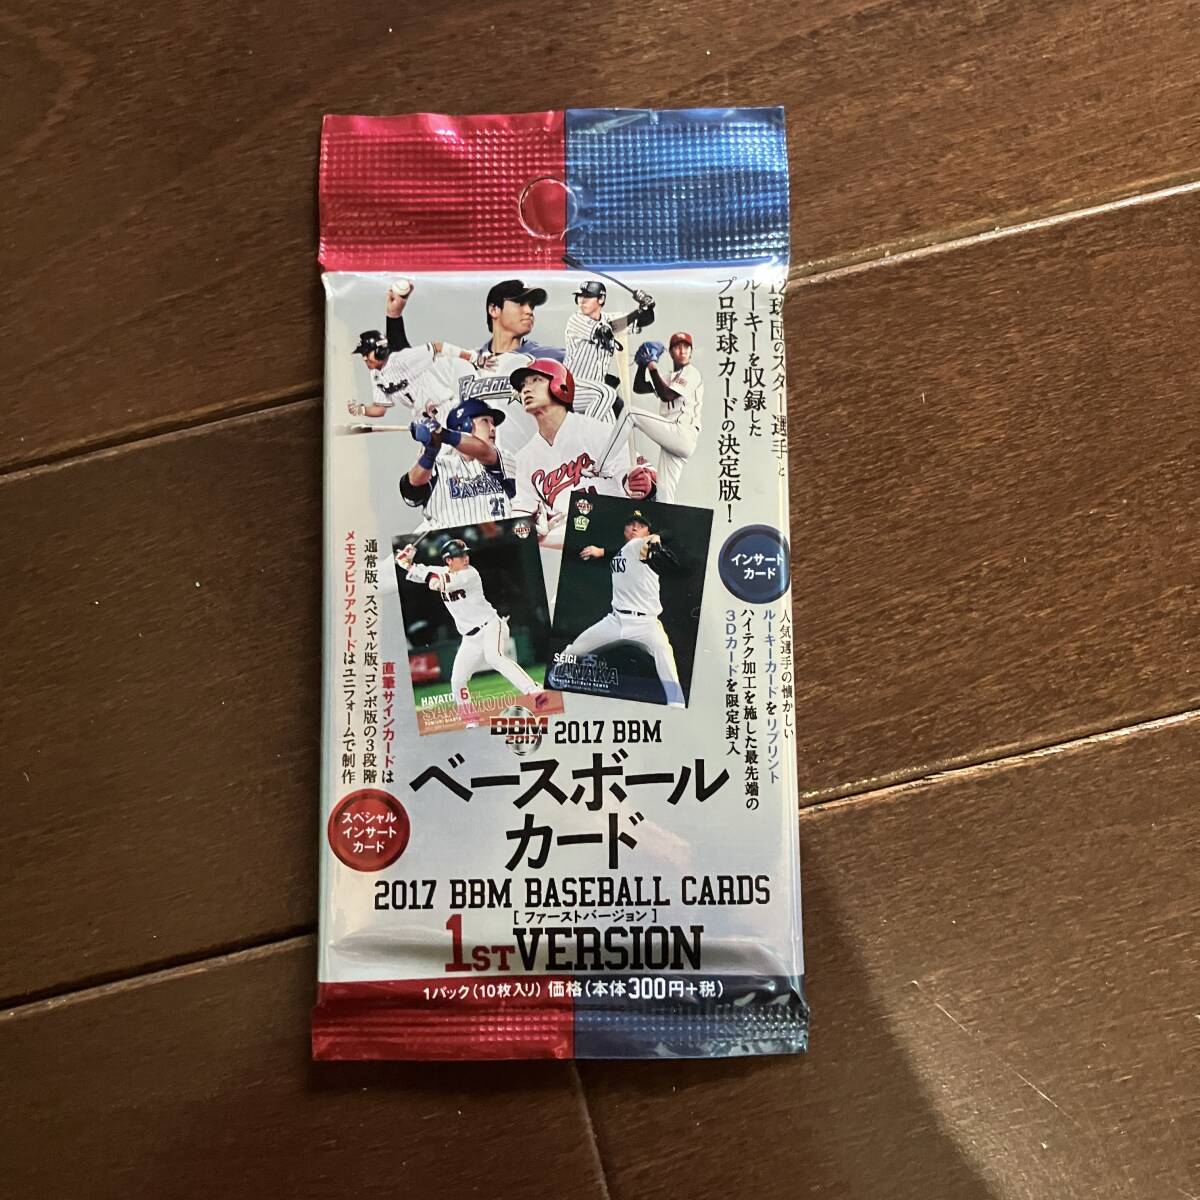 12球団のスター選手と
ルーキーを収録した
プロ野球カードの決定版!
FIGHTE
BAYSTA
25
Carp
インサート
カード
人気選手の懐かしい
ルーキーカードをリプリント
ハイテク加工を施した最先端の
3Dカードを限定封入
RC
NKS
HAYATO 6
SAKAMOTO
YOMIURI GIANTS
SEIGI
TANAKA
直筆サインカードは
通常版、スペシャル版、コンボ版の3段階
メモラビリアカードはユニフォームで制作
スペシャル
インサート
カード
BBM
2017
2017 BBM
ベースボール
カード
2017 BBM BASEBALL CARDS
[ファーストバージョン]
1ST VERSION
1パック(10枚入り) 価格(本体300円+税)